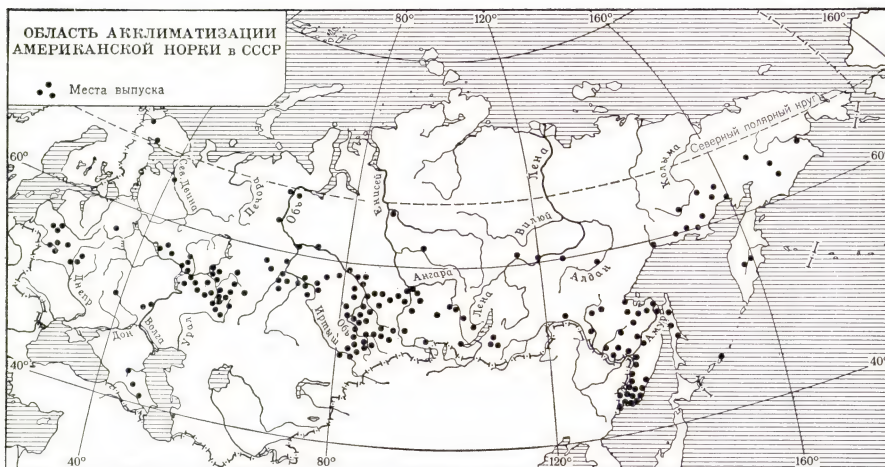 ОБЛАСТЬ АККЛИМАТИЗАЦИИ
АМЕРИКАНСКОЙ НОРКИ в СССР
Места выпуска
80°
120°
160°
160°
60°
60°
40°
40°
40°
80°
120°
160°
Северный полярный круг
Сев. Двина
Печора
Обь
Енисей
Лена
Колыма
Вилюй
Алдан
Ангара
Лена
Днепр
Дон
Волга
Урал
Иртыш
Обь
Амур